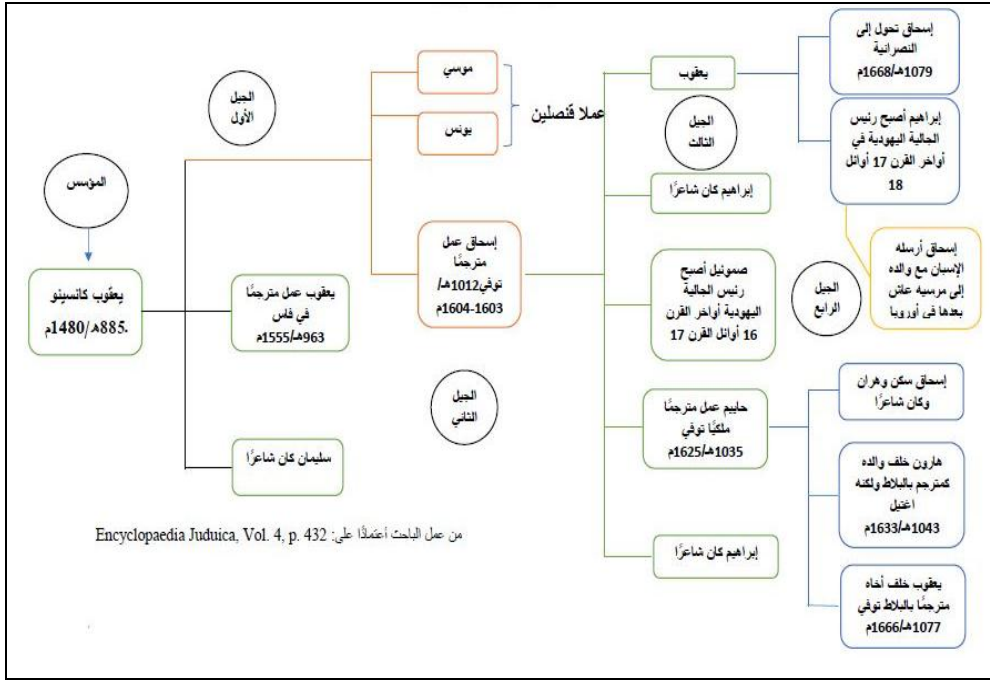 المؤسس
يعقوب كانسينو
885هـ/1480م.
الجيل
الأول
يعقوب عمل مترجمًا
في فاس
963هـ/1555م
سليمان كان شاعرًا
موسي
يونس
عملا قنصلين
إسحاق عمل
مترجمًا
توفي1012هـ/
1603-1604م
الجيل
الثاني
يعقوب
الجيل
الثالث
إبراهيم كان شاعرًا
صموئيل أصبح
رئيس الجالية
اليهودية أواخر القرن
16 أوائل القرن 17
حاييم عمل مترجمًا
ملكيًا توفي
1035هـ/1625م
إبراهيم كان شاعرًا
إسحاق تحول إلى
النصرانية
1079هـ/1668م
إبراهيم أصبح رئيس
الجالية اليهودية في
أواخر القرن 17 أوائل
18
الجيل
الرابع
إسحاق أرسله
الإسبان مع والده
إلى مرسيه عاش
بعدها في أوروبا
إسحاق سكن وهران
وكان شاعرًا
هارون خلف والده
كمترجم بالبلاط ولكنه
اغتيل
1043هـ/1633م
يعقوب خلف أخاه
مترجمًا بالبلاط توفي
1077هـ/1666م
من عمل الباحث أعتمادًا على: Encyclopaedia Juduica, Vol. 4, p. 432